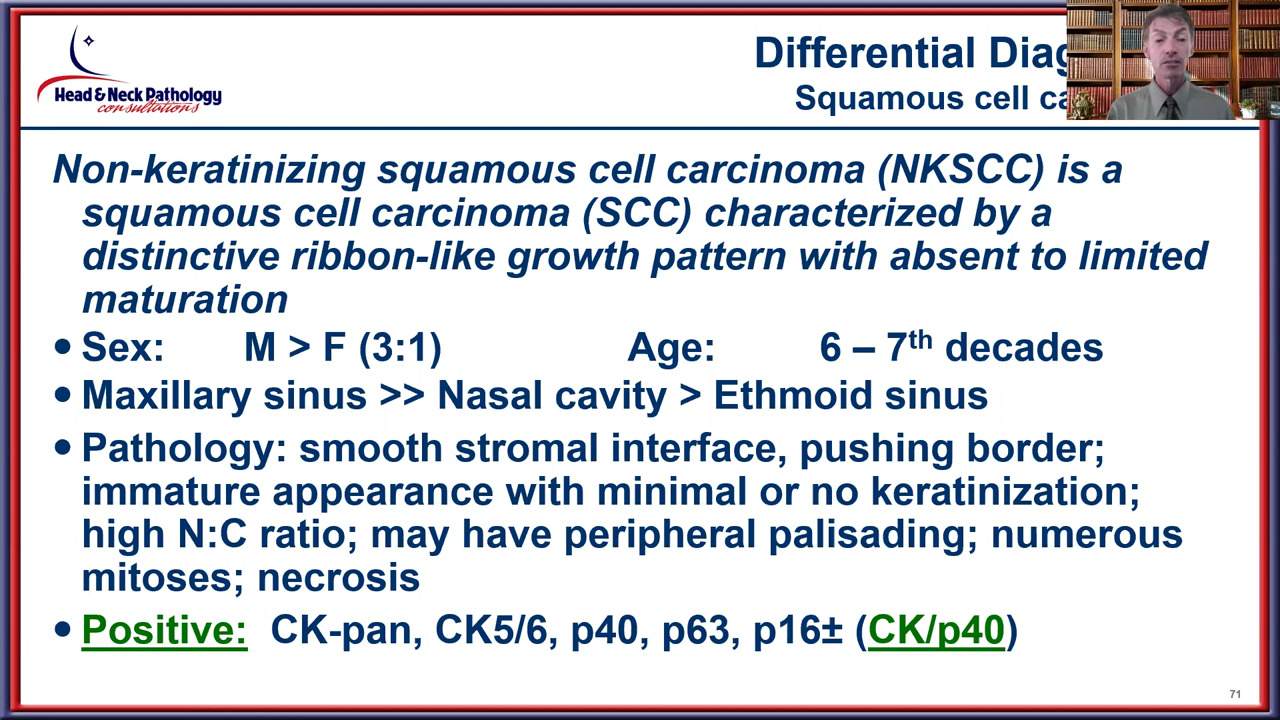 Head & Neck Pathology
consultations
Differential
Squamous cell
Non-keratinizing squamous cell carcinoma (NKSCC) is a
squamous cell carcinoma (SCC) characterized by a
distinctive ribbon-like growth pattern with absent to limited
maturation
• Sex: M > F (3:1) Age: 6 – 7th decades
• Maxillary sinus >> Nasal cavity > Ethmoid sinus
• Pathology: smooth stromal interface, pushing border;
immature appearance with minimal or no keratinization;
high N:C ratio; may have peripheral palisading; numerous
mitoses; necrosis
• Positive: CK-pan, CK5/6, p40, p63, p16± (CK/p40)
71